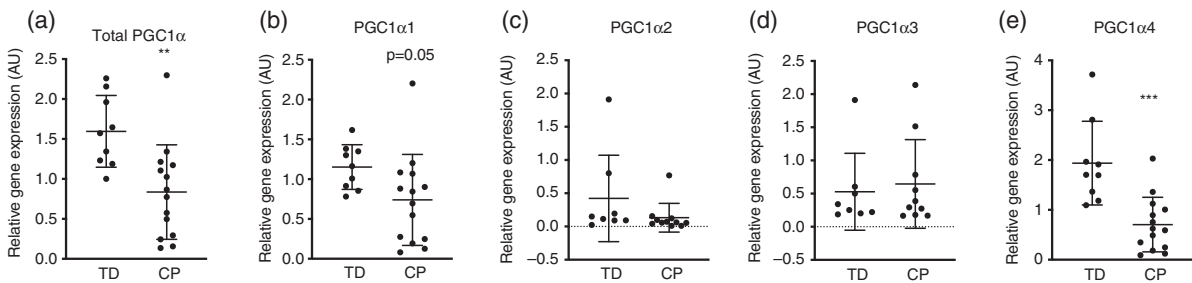 (a)
Total PGC1α
**
Relative gene expression (AU)
2.5
2.0
1.5
1.0
0.5
0.0
TD CP
(b)
PGC1α1
p=0.05
Relative gene expression (AU)
2.5
2.0
1.5
1.0
0.5
0.0
TD CP
(c)
PGC1α2
Relative gene expression (AU)
2.5
2.0
1.5
1.0
0.5
0.0
−0.5
TD CP
(d)
PGC1α3
Relative gene expression (AU)
2.5
2.0
1.5
1.0
0.5
0.0
−0.5
TD CP
(e)
PGC1α4
***
Relative gene expression (AU)
4
3
2
1
0
TD CP